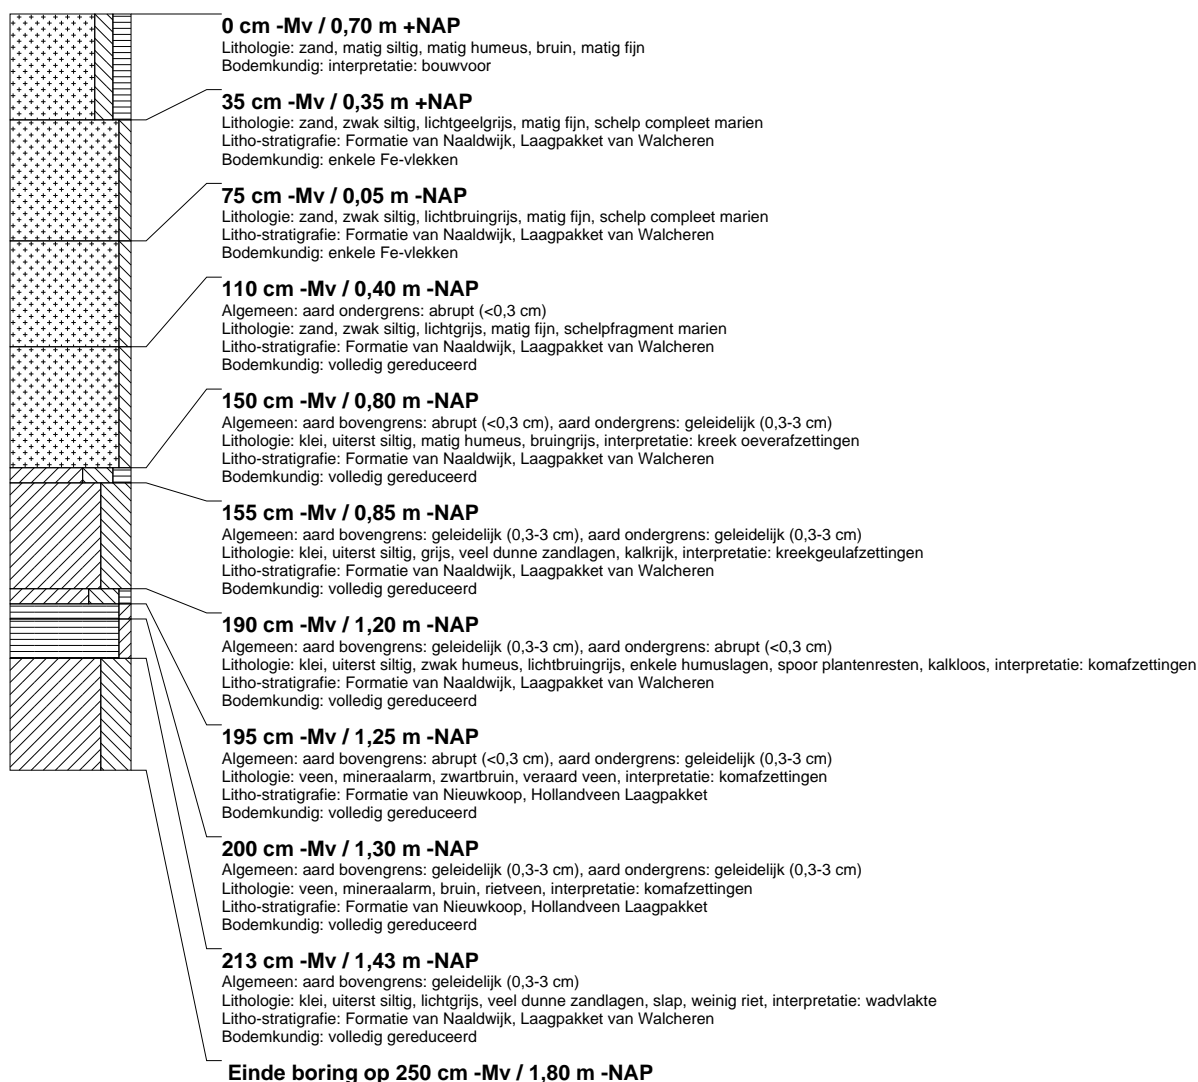 0 cm -Mv / 0,70 m +NAP
Lithologie: zand, matig siltig, matig humeus, bruin, matig fijn
Bodemkundig: interpretatie: bouwvoor
35 cm -Mv / 0,35 m +NAP
Lithologie: zand, zwak siltig, lichtgeelgrijs, matig fijn, schelp compleet marien
Litho-stratigrafie: Formatie van Naaldwijk, Laagpakket van Walcheren
Bodemkundig: enkele Fe-vlekken
75 cm -Mv / 0,05 m -NAP
Lithologie: zand, zwak siltig, lichtbruingrijs, matig fijn, schelp compleet marien
Litho-stratigrafie: Formatie van Naaldwijk, Laagpakket van Walcheren
Bodemkundig: enkele Fe-vlekken
110 cm -Mv / 0,40 m -NAP
Algemeen: aard ondergrens: abrupt (<0,3 cm)
Lithologie: zand, zwak siltig, lichtgrijs, matig fijn, schelpfragment marien
Litho-stratigrafie: Formatie van Naaldwijk, Laagpakket van Walcheren
Bodemkundig: volledig gereduceerd
150 cm -Mv / 0,80 m -NAP
Algemeen: aard bovengrens: abrupt (<0,3 cm), aard ondergrens: geleidelijk (0,3-3 cm)
Lithologie: klei, uiterst siltig, matig humeus, bruingrijs, interpretatie: kreek oeverafzettingen
Litho-stratigrafie: Formatie van Naaldwijk, Laagpakket van Walcheren
Bodemkundig: volledig gereduceerd
155 cm -Mv / 0,85 m -NAP
Algemeen: aard bovengrens: geleidelijk (0,3-3 cm), aard ondergrens: geleidelijk (0,3-3 cm)
Lithologie: klei, uiterst siltig, grijs, veel dunne zandlagen, kalkrijk, interpretatie: kreekgeulafzettingen
Litho-stratigrafie: Formatie van Naaldwijk, Laagpakket van Walcheren
Bodemkundig: volledig gereduceerd
190 cm -Mv / 1,20 m -NAP
Algemeen: aard bovengrens: geleidelijk (0,3-3 cm), aard ondergrens: abrupt (<0,3 cm)
Lithologie: klei, uiterst siltig, zwak humeus, lichtbruingrijs, enkele humuslagen, spoor plantenresten, kalkloos, interpretatie: komafzettingen
Litho-stratigrafie: Formatie van Naaldwijk, Laagpakket van Walcheren
Bodemkundig: volledig gereduceerd
195 cm -Mv / 1,25 m -NAP
Algemeen: aard bovengrens: abrupt (<0,3 cm), aard ondergrens: geleidelijk (0,3-3 cm)
Lithologie: veen, mineraalarm, zwartbruin, veraard veen, interpretatie: komafzettingen
Litho-stratigrafie: Formatie van Nieuwkoop, Hollandveen Laagpakket
Bodemkundig: volledig gereduceerd
200 cm -Mv / 1,30 m -NAP
Algemeen: aard bovengrens: geleidelijk (0,3-3 cm), aard ondergrens: geleidelijk (0,3-3 cm)
Lithologie: veen, mineraalarm, bruin, rietveen, interpretatie: komafzettingen
Litho-stratigrafie: Formatie van Nieuwkoop, Hollandveen Laagpakket
Bodemkundig: volledig gereduceerd
213 cm -Mv / 1,43 m -NAP
Algemeen: aard bovengrens: geleidelijk (0,3-3 cm)
Lithologie: klei, uiterst siltig, lichtgrijs, veel dunne zandlagen, slap, weinig riet, interpretatie: wadvlakte
Litho-stratigrafie: Formatie van Naaldwijk, Laagpakket van Walcheren
Bodemkundig: volledig gereduceerd
Einde boring op 250 cm -Mv / 1,80 m -NAP